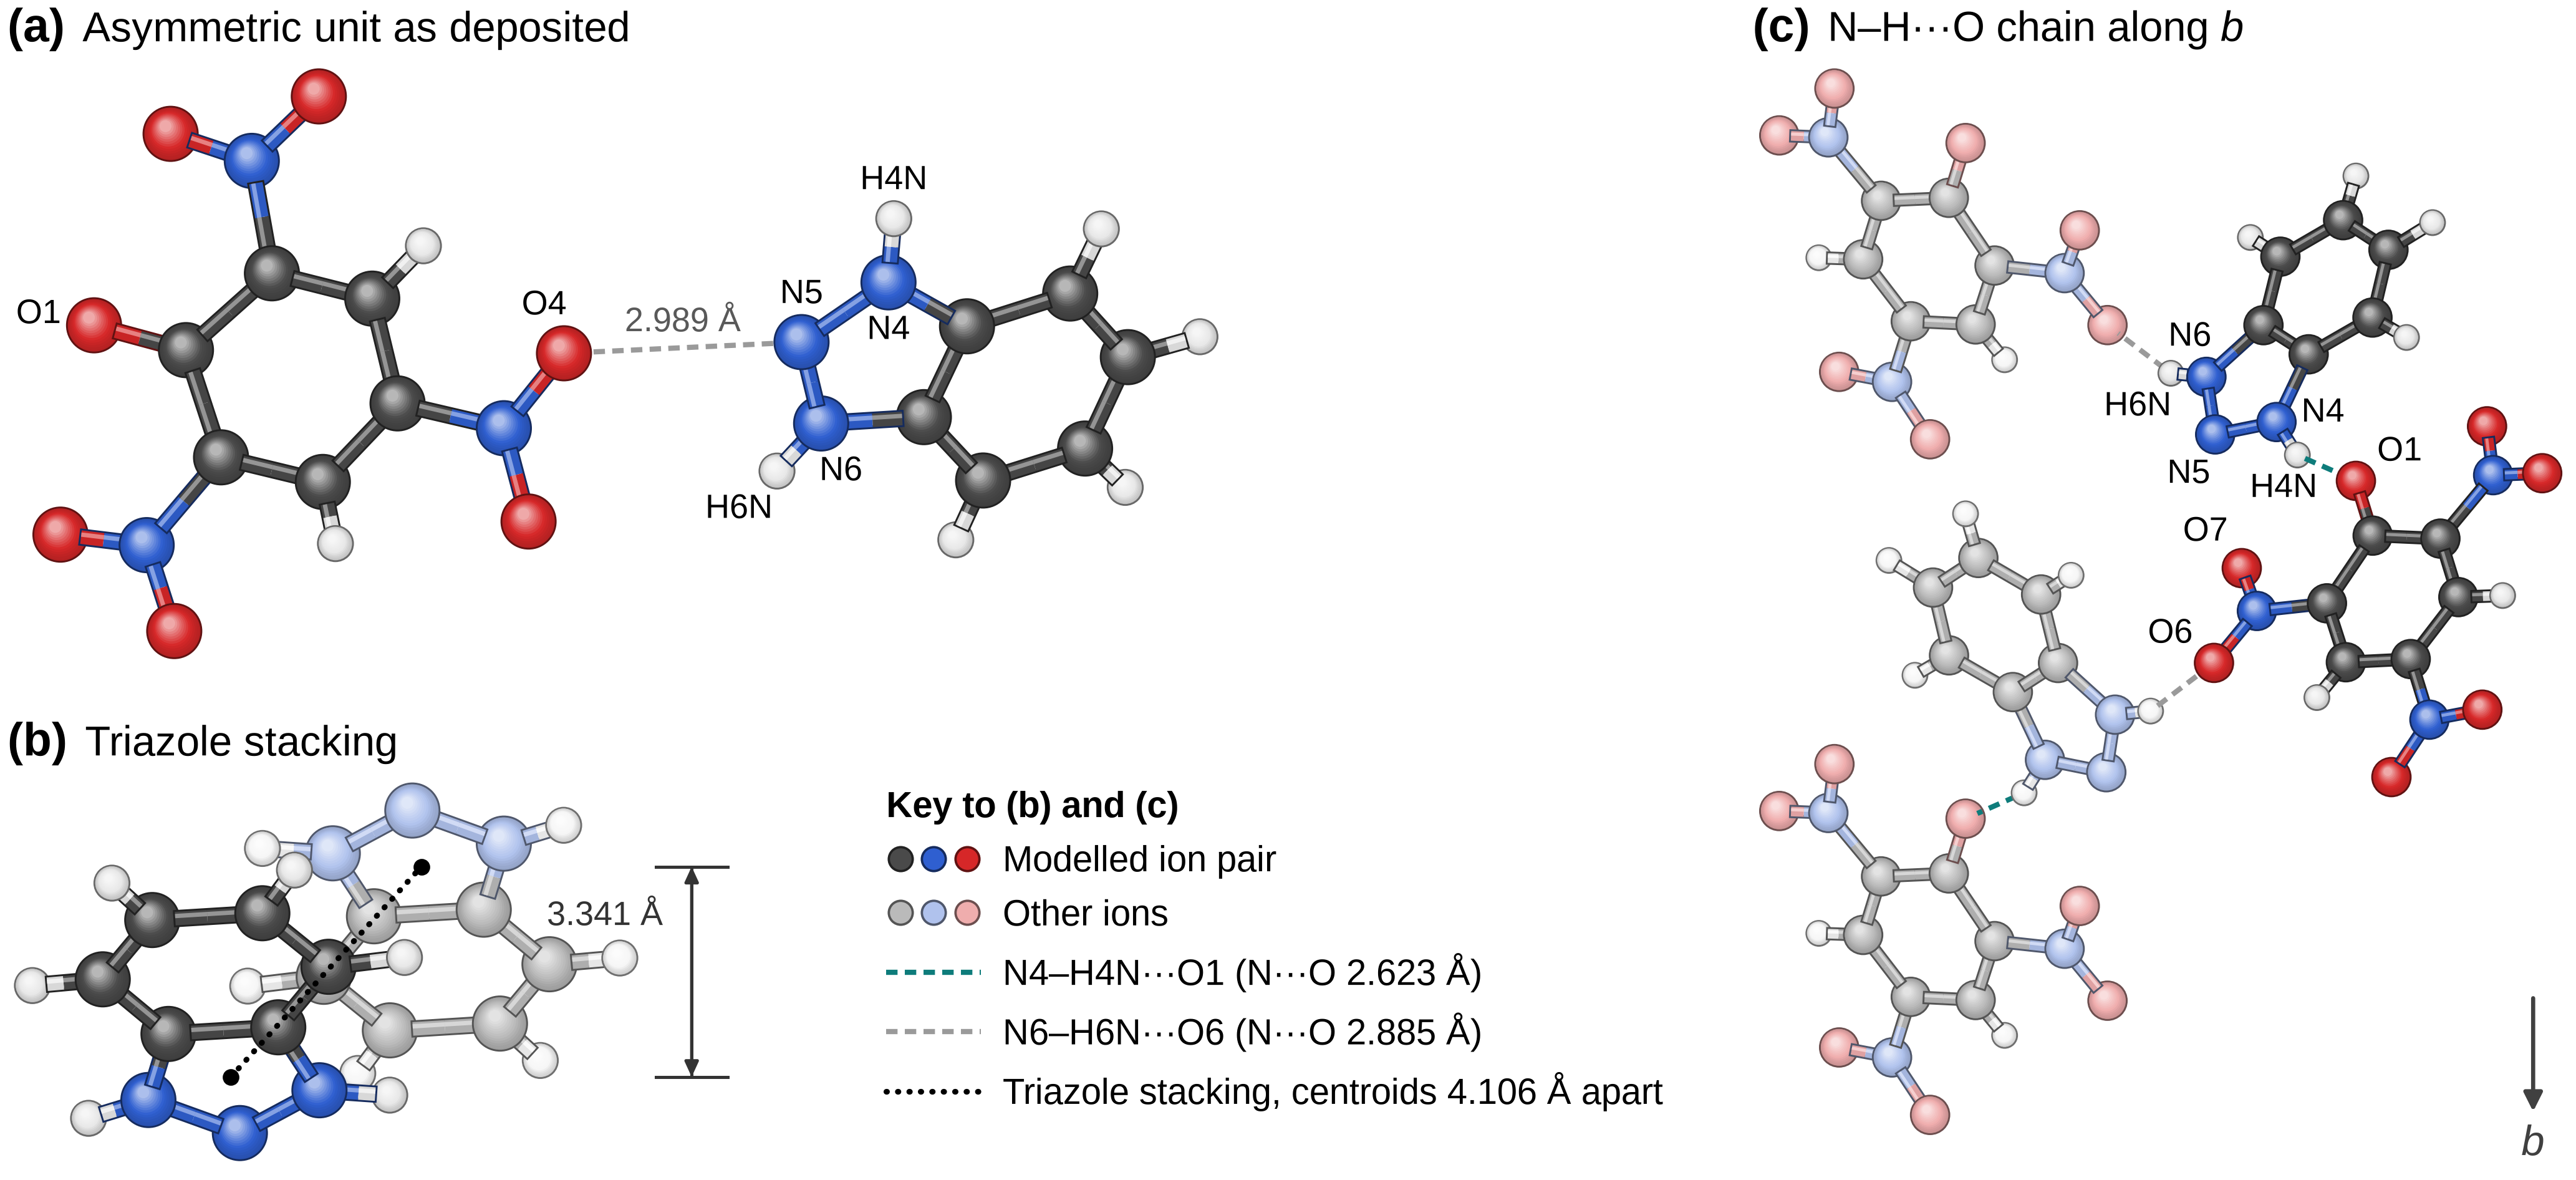 (a) Asymmetric unit as deposited
H4N
N5
O4
O1
2.989 Å
N4
N6
H6N
(b) Triazole stacking
3.341 Å
Key to (b) and (c)
Modelled ion pair
Other ions
N4–H4N···O1 (N···O 2.623 Å)
N6–H6N···O6 (N···O 2.885 Å)
Triazole stacking, centroids 4.106 Å apart
(c) N–H···O chain along b
N6
H6N
N4
O1
N5
H4N
O7
O6
b